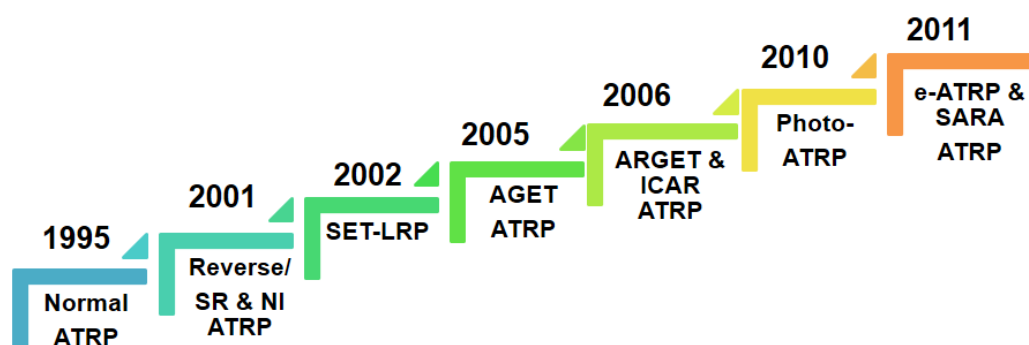 1995
Normal
ATRP
2001
Reverse/
SR & NI
ATRP
2002
SET-LRP
2005
AGET
ATRP
2006
ARGET &
ICAR
ATRP
2010
Photo-
ATRP
2011
e-ATRP &
SARA
ATRP